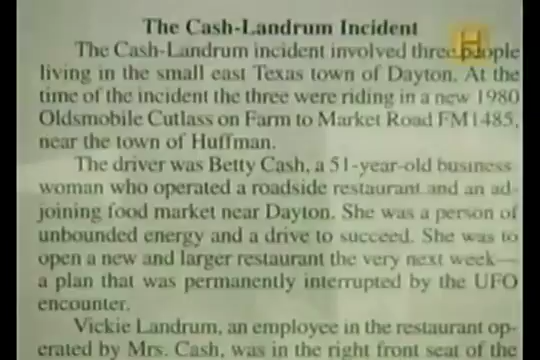 The Cash-Landrum Incident
The Cash-Landrum incident involved three people
living in the small east Texas town of Dayton. At the
time of the incident the three were riding in a new 1980
Oldsmobile Cutlass on Farm to Market Road FM1485,
near the town of Huffman.
The driver was Betty Cash, a 51-year-old business
woman who operated a roadside restaurant and an ad-
joining food market near Dayton. She was a person of
unbounded energy and a drive to succeed. She was to
open a new and larger restaurant the very next week—
a plan that was permanently interrupted by the UFO
encounter.
Vickie Landrum, an employee in the restaurant op-
erated by Mrs. Cash, was in the right front seat of the